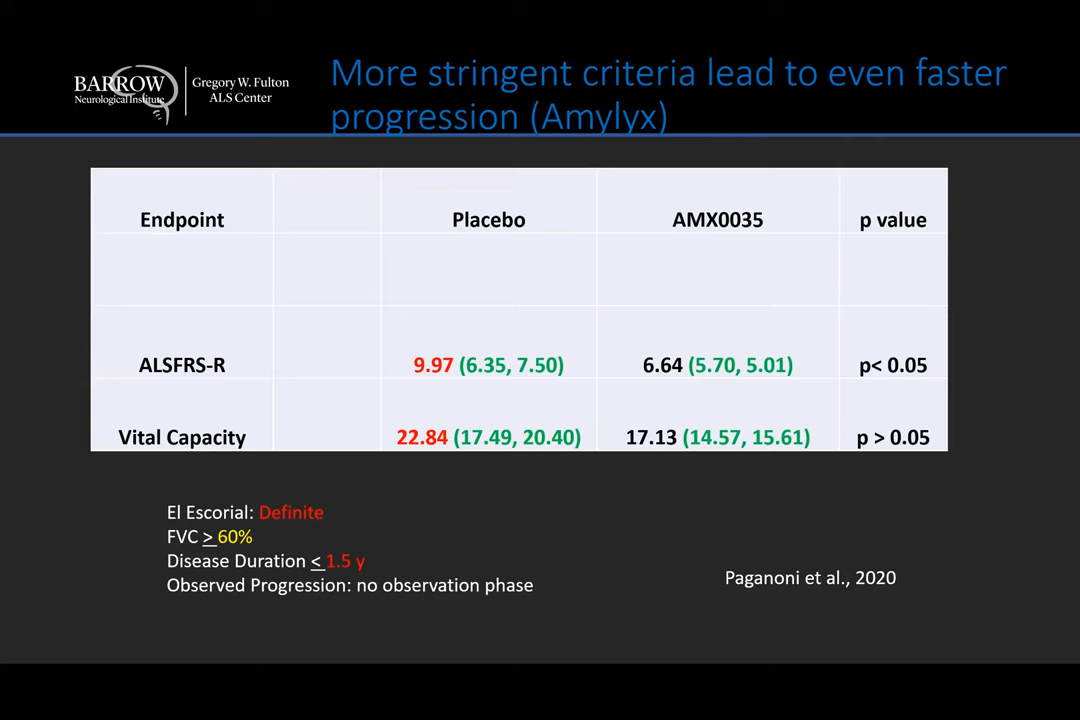 BARROW
Neurological Institute
Gregory W. Fulton
ALS Center
More stringent criteria lead to even faster
progression (Amylyx)
Endpoint Placebo AMX0035 p value
ALSFRS-R 9.97 (6.35, 7.50) 6.64 (5.70, 5.01) p< 0.05
Vital Capacity 22.84 (17.49, 20.40) 17.13 (14.57, 15.61) p > 0.05
El Escorial: Definite
FVC > 60%
Disease Duration < 1.5 y
Observed Progression: no observation phase
Paganoni et al., 2020